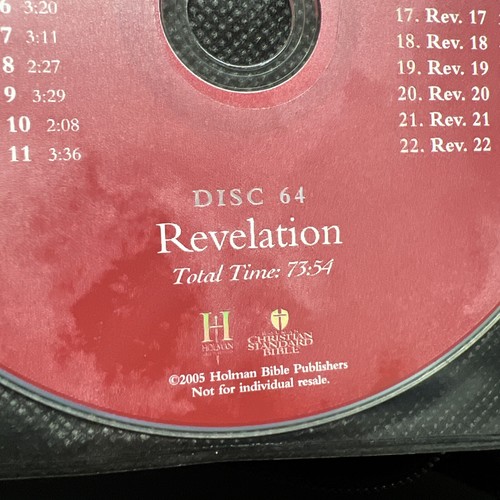 6 3:20
7 3:11
8 2:27
9 3:29
10 2:08
11 3:36
17. Rev. 17
18. Rev. 18
19. Rev. 19
20. Rev. 20
21. Rev. 21
22. Rev. 22
DISC 64
Revelation
Total Time: 73:54
H
HOLMAN
CHRISTIAN
STANDARD
BIBLE
©2005 Holman Bible Publishers
Not for individual resale.